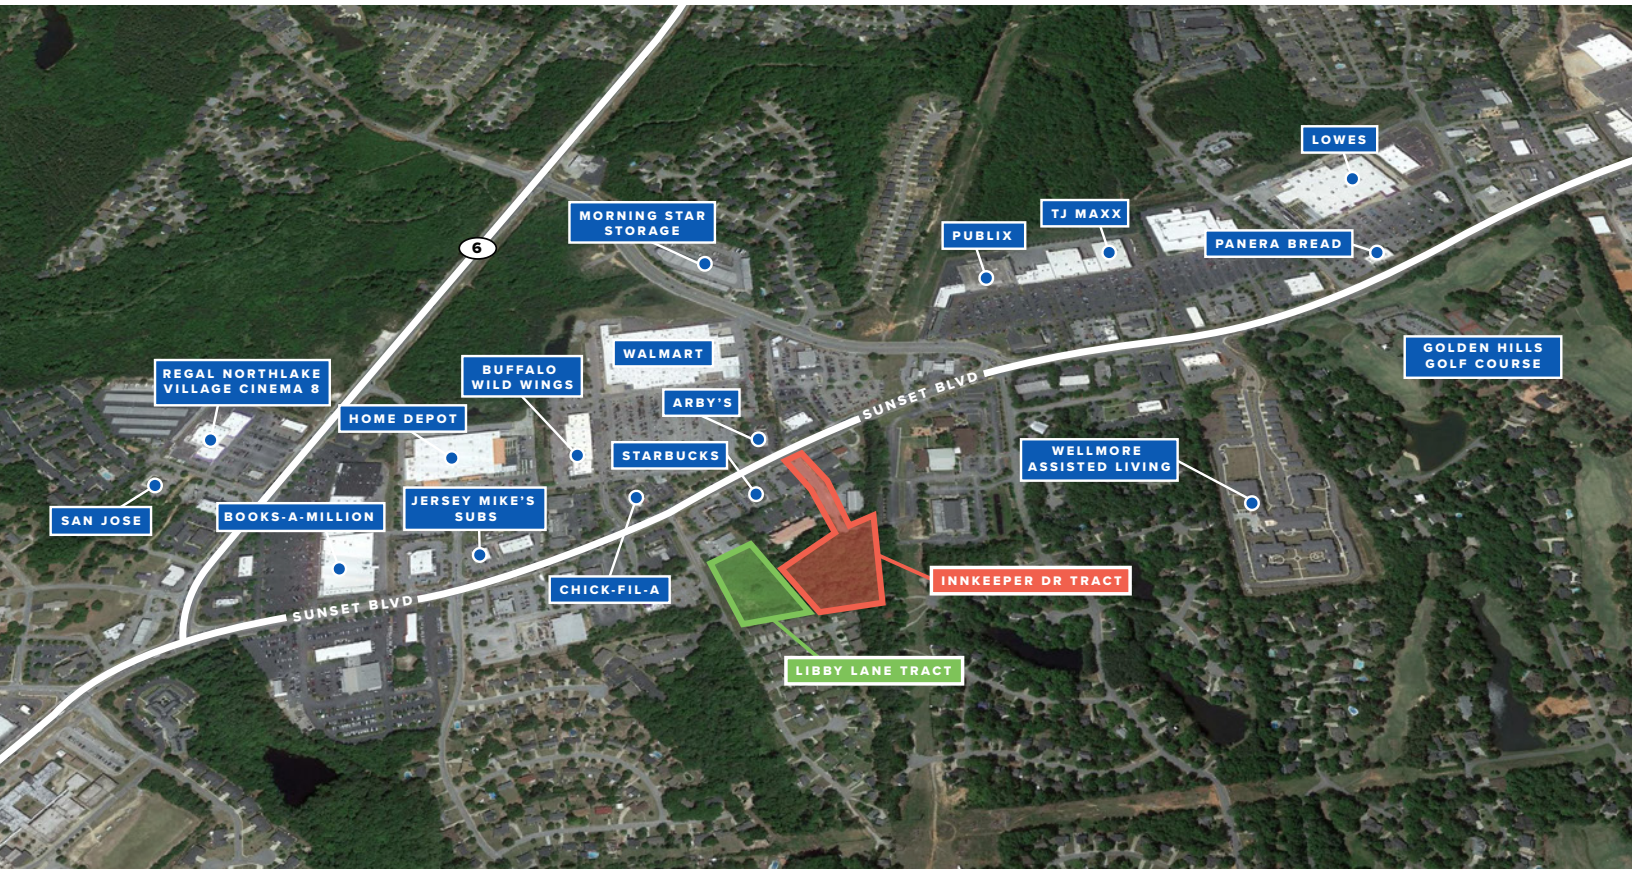 LOWES
MORNING STAR
STORAGE
TJ MAXX
PUBLIX
PANERA BREAD
6
WALMART
GOLDEN HILLS
GOLF COURSE
REGAL NORTHLAKE
VILLAGE CINEMA 8
BUFFALO
WILD WINGS
SUNSET BLVD
ARBY'S
HOME DEPOT
STARBUCKS
WELLMORE
ASSISTED LIVING
JERSEY MIKE'S
SUBS
SAN JOSE
BOOKS-A-MILLION
INNKEEPER DR TRACT
CHICK-FIL-A
SUNSET BLVD
LIBBY LANE TRACT